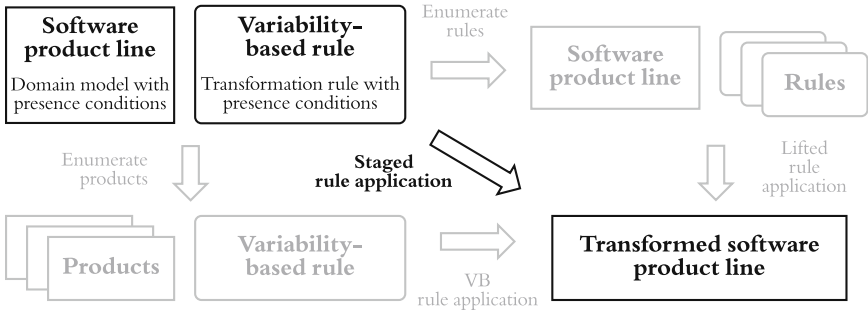 Software
product line
Domain model with
presence conditions
Variability-
based rule
Transformation rule with
presence conditions
Enumerate
rules
Software
product line
Rules
Enumerate
products
Staged
rule application
Lifted
rule
application
Products
Variability-
based rule
VB
rule application
Transformed software
product line